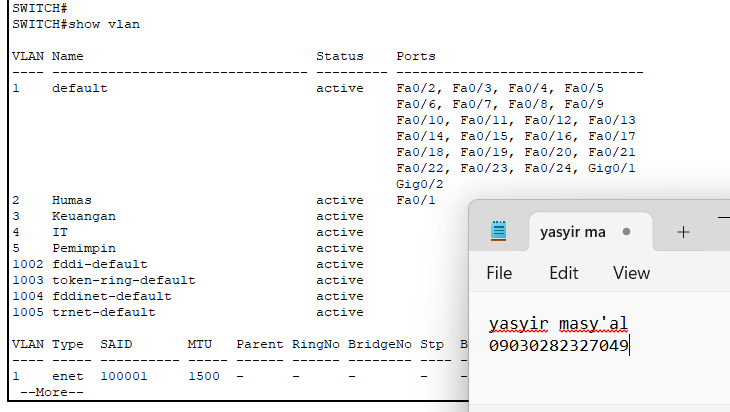 SWITCH#
SWITCH#show vlan
VLAN Name                             Status    Ports
---- -------------------------------- --------- -------------------------------
1    default                          active    Fa0/2, Fa0/3, Fa0/4, Fa0/5
                                                Fa0/6, Fa0/7, Fa0/8, Fa0/9
                                                Fa0/10, Fa0/11, Fa0/12, Fa0/13
                                                Fa0/14, Fa0/15, Fa0/16, Fa0/17
                                                Fa0/18, Fa0/19, Fa0/20, Fa0/21
                                                Fa0/22, Fa0/23, Fa0/24, Gig0/1
                                                Gig0/2
2    Humas                            active    Fa0/1
3    Keuangan                         active
4    IT                               active
5    Pemimpin                         active
1002 fddi-default                     active
1003 token-ring-default               active
1004 fddinet-default                  active
1005 trnet-default                    active
VLAN Type  SAID       MTU   Parent RingNo BridgeNo Stp  B
---- ----- ---------- ----- ------ ------ -------- ---- -
1    enet  100001     1500  -      -      -        -    -
 --More--
yasyir ma
File Edit View
yasyir masy'al
09030282327049